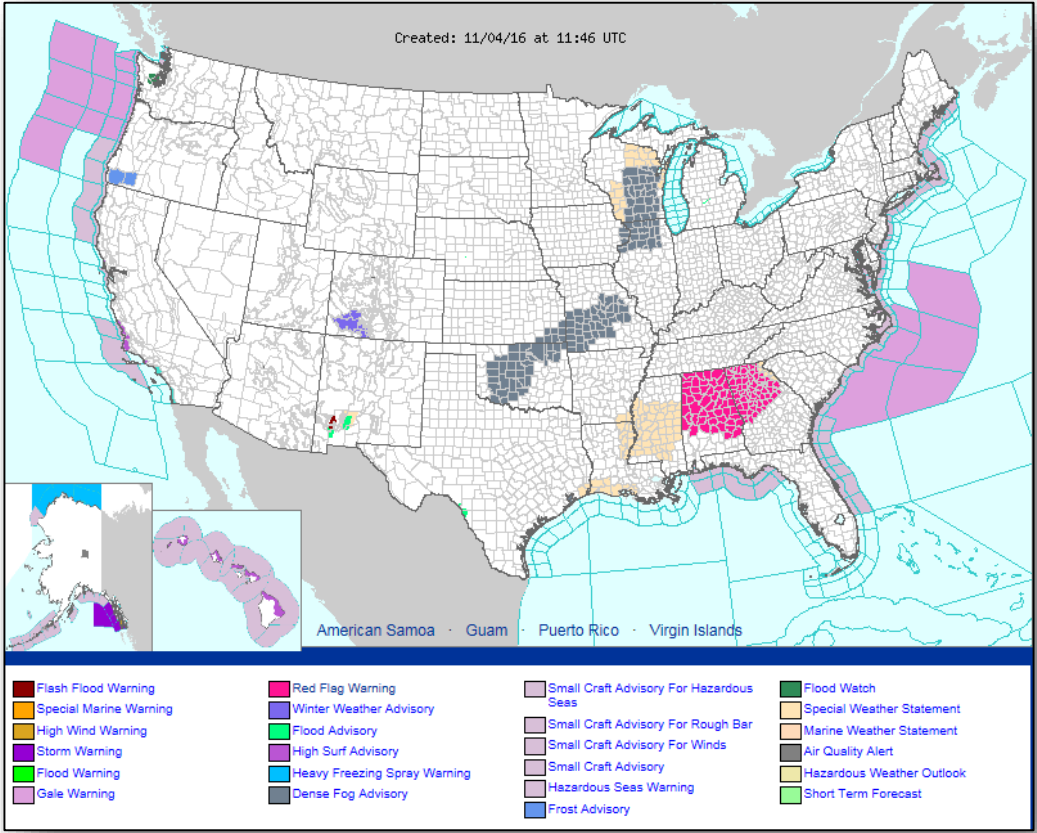 Created: 11/04/16 at 11:46 UTC
American Samoa · Guam · Puerto Rico · Virgin Islands
Flash Flood Warning
Special Marine Warning
High Wind Warning
Storm Warning
Flood Warning
Gale Warning
Red Flag Warning
Winter Weather Advisory
Flood Advisory
High Surf Advisory
Heavy Freezing Spray Warning
Dense Fog Advisory
Small Craft Advisory For Hazardous
Seas
Small Craft Advisory For Rough Bar
Small Craft Advisory For Winds
Small Craft Advisory
Hazardous Seas Warning
Frost Advisory
Flood Watch
Special Weather Statement
Marine Weather Statement
Air Quality Alert
Hazardous Weather Outlook
Short Term Forecast